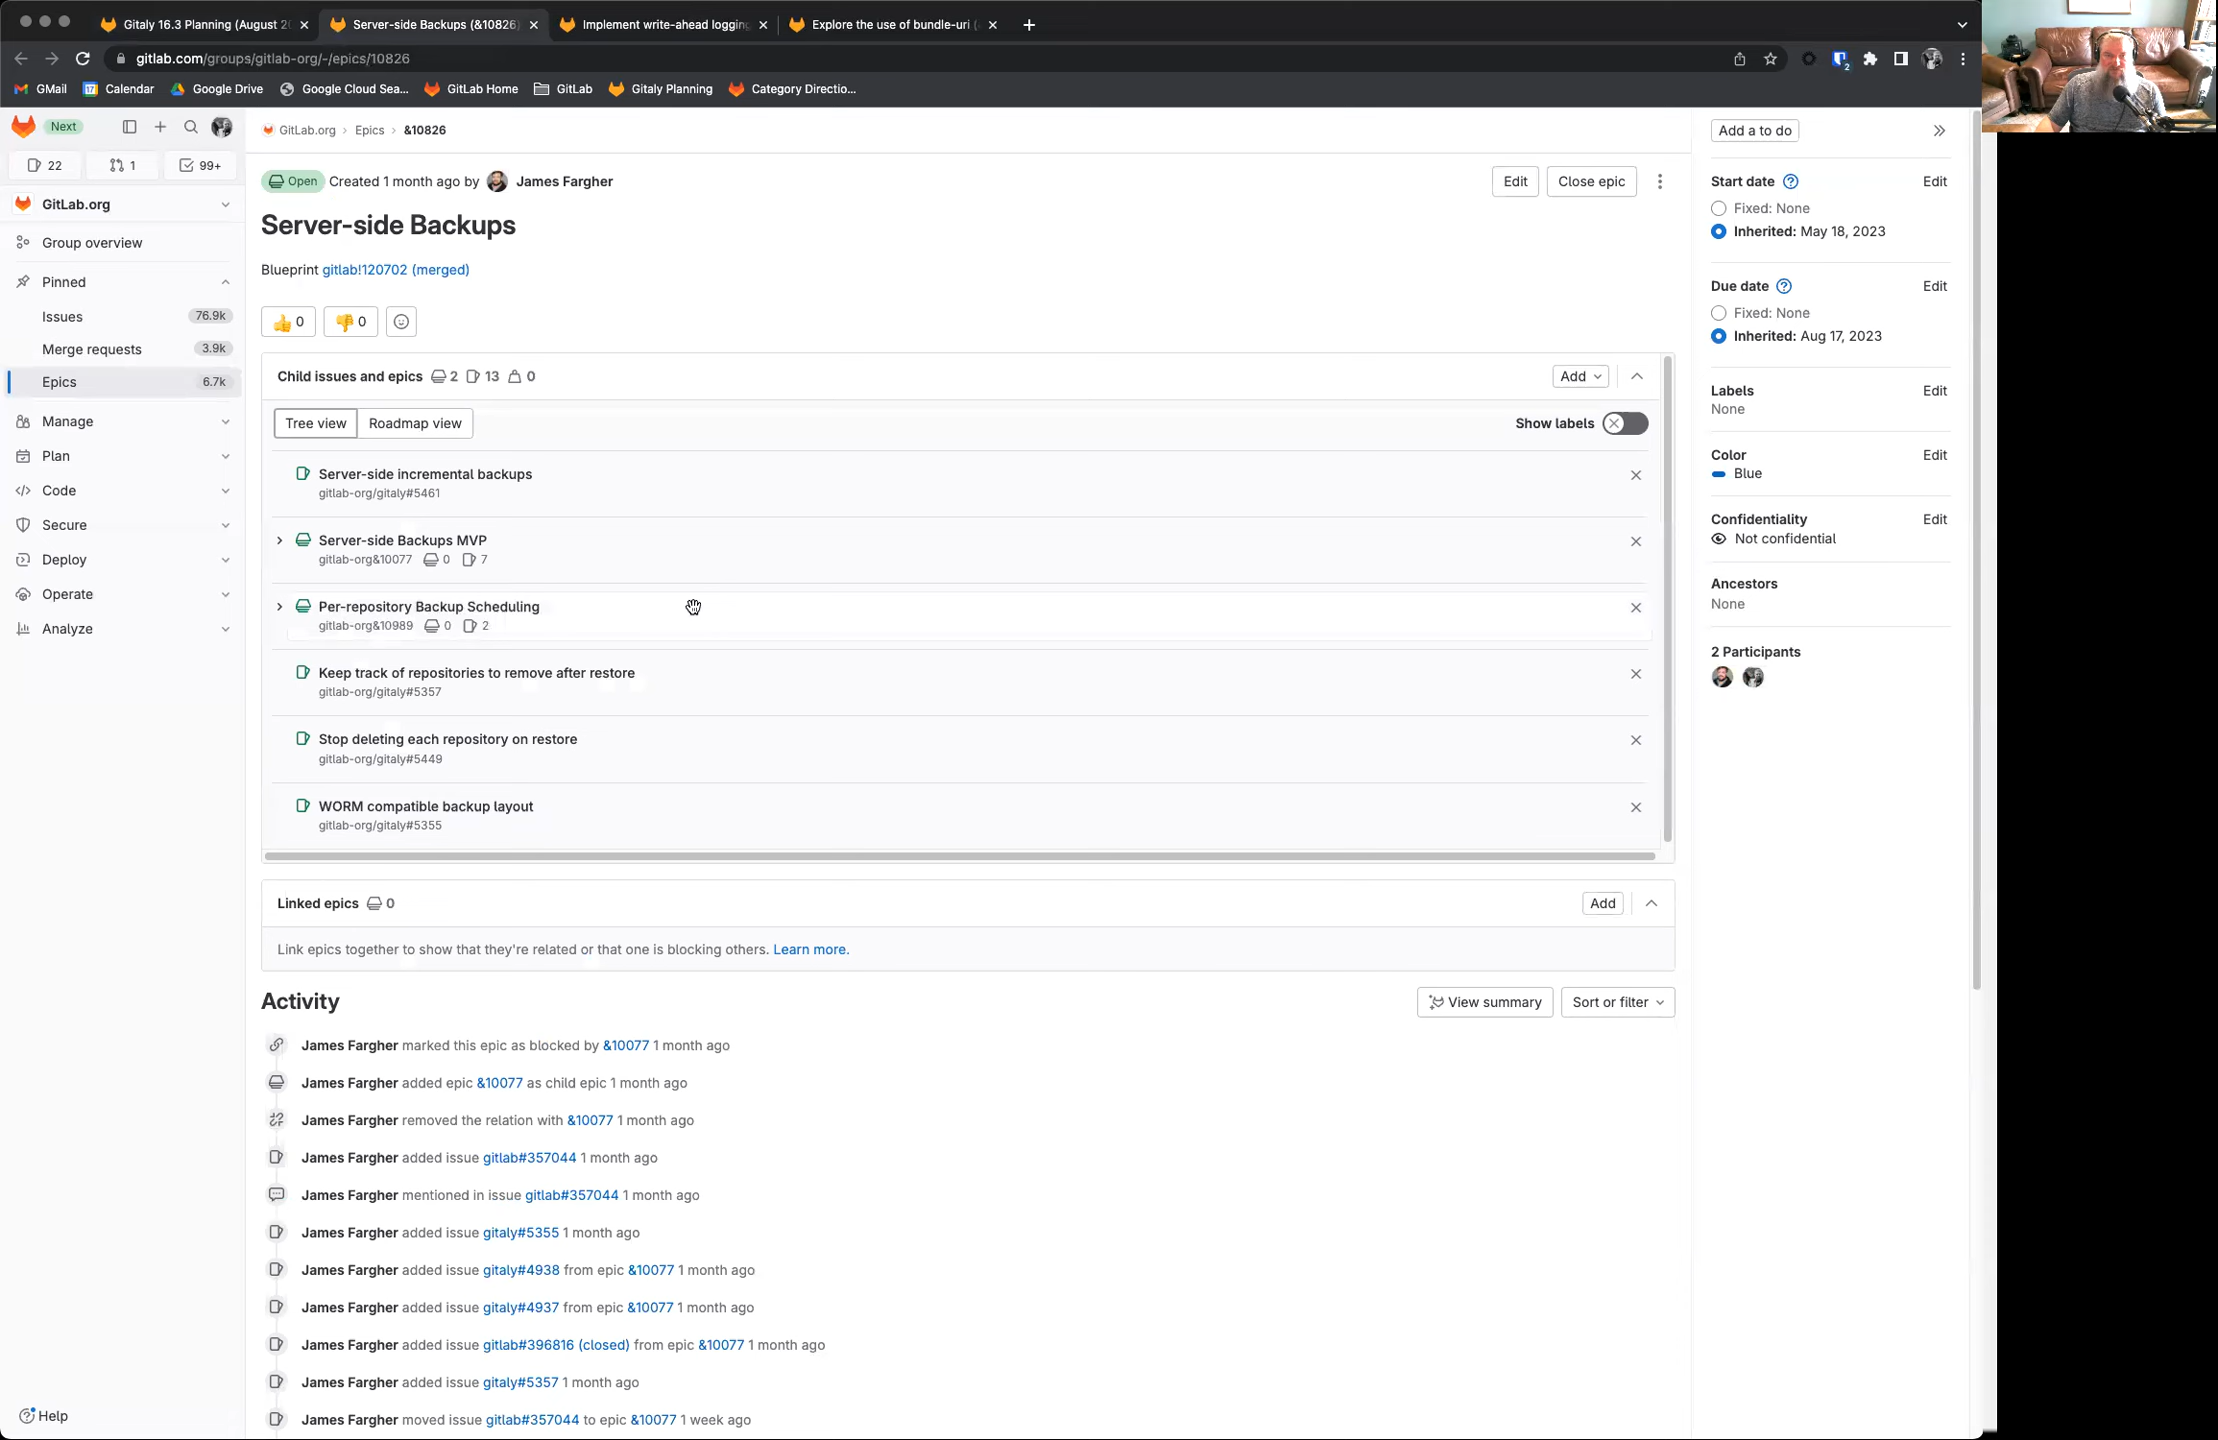 Gitaly 16.3 Planning (August 2
Server-side Backups (&10826)
Implement write-ahead logging
Explore the use of bundle-uri (
gitlab.com/groups/gitlab-org/-/epics/10826
2
GMail
17 Calendar
Google Drive
Google Cloud Sea...
GitLab Home
GitLab
Gitaly Planning
Category Directio...
Next
22
1
99+
GitLab.org
Group overview
Pinned
Issues 76.9k
Merge requests 3.9k
Epics 6.7k
Manage
Plan
Code
Secure
Deploy
Operate
Analyze
Help
GitLab.org › Epics › &10826
Open Created 1 month ago by James Fargher
Edit
Close epic
Server-side Backups
Blueprint gitlab!120702 (merged)
0 0
Child issues and epics 2 13 0
Add
Tree view
Roadmap view
Show labels
Server-side incremental backups
gitlab-org/gitaly#5461
Server-side Backups MVP
gitlab-org&10077 0 7
Per-repository Backup Scheduling
gitlab-org&10989 0 2
Keep track of repositories to remove after restore
gitlab-org/gitaly#5357
Stop deleting each repository on restore
gitlab-org/gitaly#5449
WORM compatible backup layout
gitlab-org/gitaly#5355
Linked epics 0
Add
Link epics together to show that they're related or that one is blocking others. Learn more.
Activity
View summary
Sort or filter
James Fargher marked this epic as blocked by &10077 1 month ago
James Fargher added epic &10077 as child epic 1 month ago
James Fargher removed the relation with &10077 1 month ago
James Fargher added issue gitlab#357044 1 month ago
James Fargher mentioned in issue gitlab#357044 1 month ago
James Fargher added issue gitaly#5355 1 month ago
James Fargher added issue gitaly#4938 from epic &10077 1 month ago
James Fargher added issue gitaly#4937 from epic &10077 1 month ago
James Fargher added issue gitlab#396816 (closed) from epic &10077 1 month ago
James Fargher added issue gitaly#5357 1 month ago
James Fargher moved issue gitlab#357044 to epic &10077 1 week ago
Add a to do
Start date Edit
Fixed: None
Inherited: May 18, 2023
Due date Edit
Fixed: None
Inherited: Aug 17, 2023
Labels Edit
None
Color Edit
Blue
Confidentiality Edit
Not confidential
Ancestors
None
2 Participants